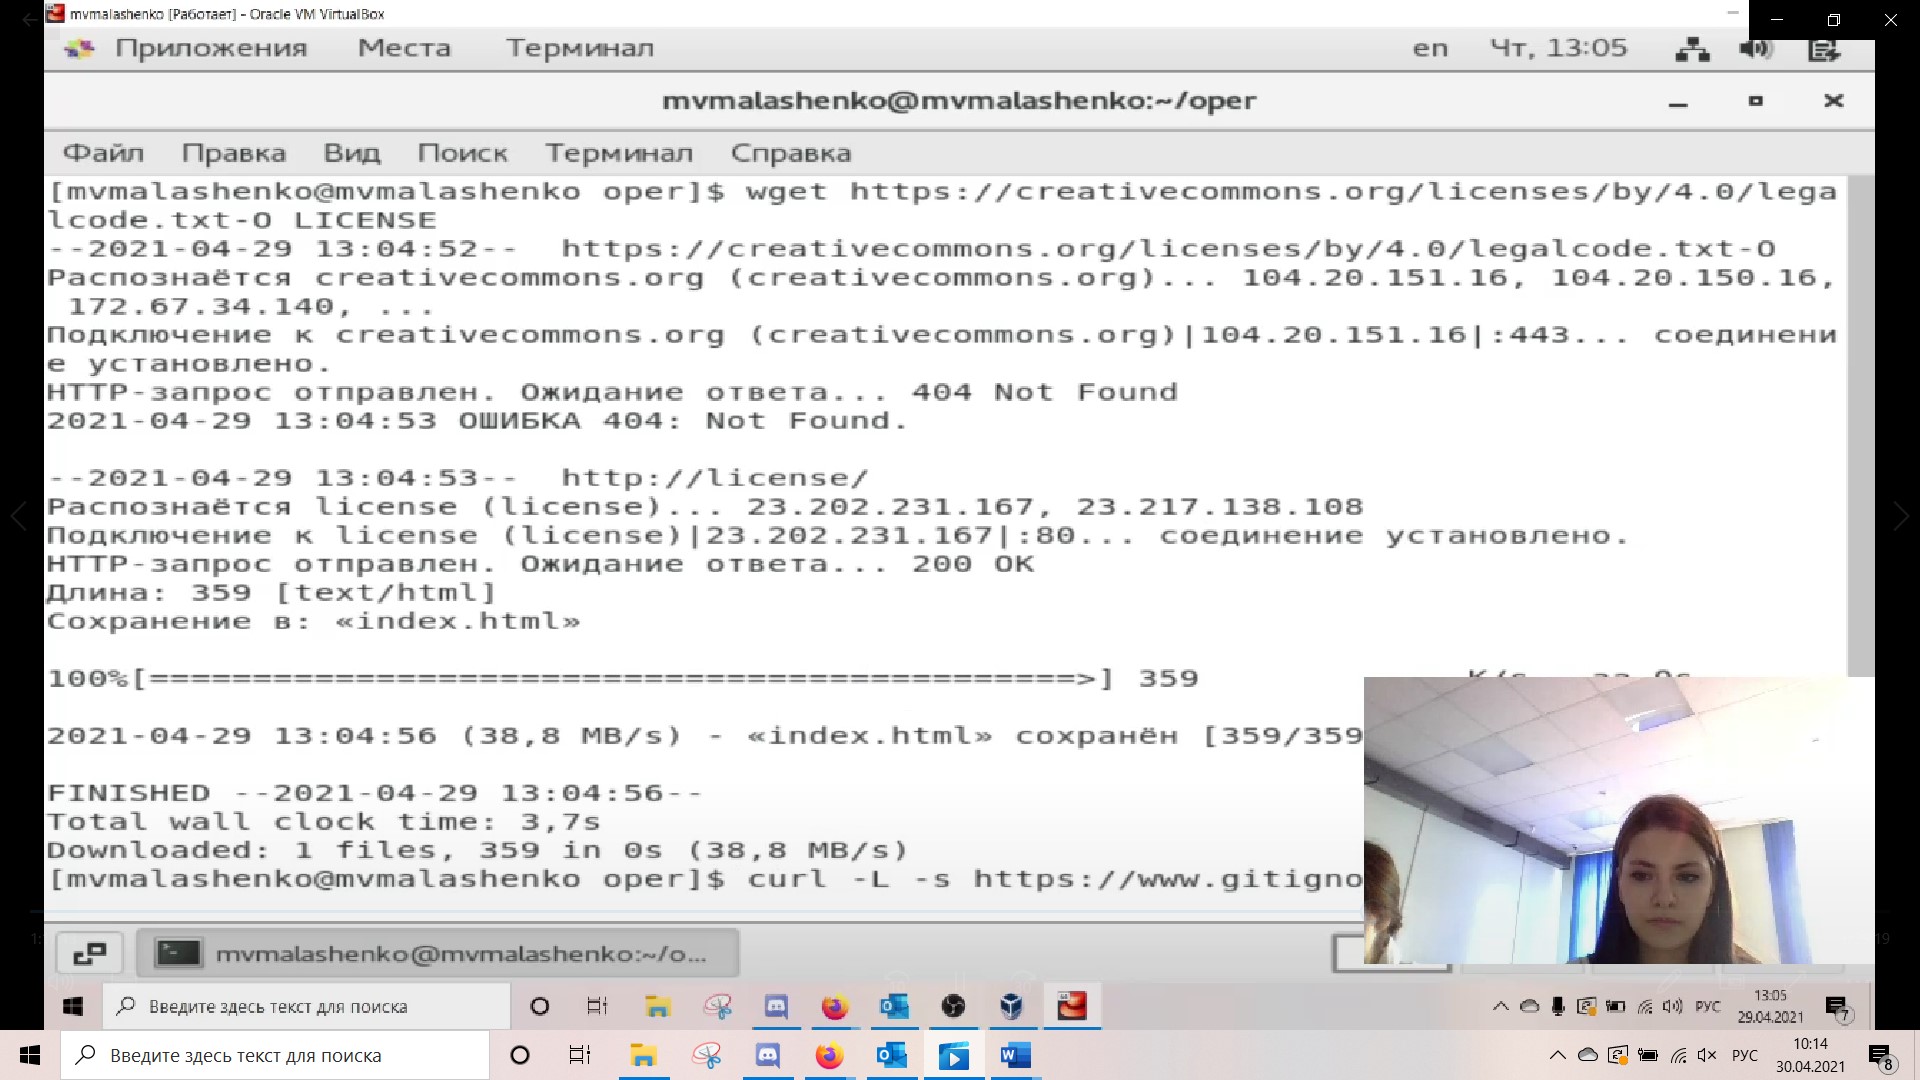 mvmalashenko [Работает] - Oracle VM VirtualBox
Приложения Места Терминал en Чт, 13:05
mvmalashenko@mvmalashenko:~/oper
Файл Правка Вид Поиск Терминал Справка
[mvmalashenko@mvmalashenko oper]$ wget https://creativecommons.org/licenses/by/4.0/lega
lcode.txt-O LICENSE
--2021-04-29 13:04:52-- https://creativecommons.org/licenses/by/4.0/legalcode.txt-O
Распознаётся creativecommons.org (creativecommons.org)... 104.20.151.16, 104.20.150.16,
172.67.34.140, ...
Подключение к creativecommons.org (creativecommons.org)|104.20.151.16|:443... соединени
е установлено.
HTTP-запрос отправлен. Ожидание ответа... 404 Not Found
2021-04-29 13:04:53 ОШИБКА 404: Not Found.
--2021-04-29 13:04:53-- http://license/
Распознаётся license (license)... 23.202.231.167, 23.217.138.108
Подключение к license (license)|23.202.231.167|:80... соединение установлено.
HTTP-запрос отправлен. Ожидание ответа... 200 OK
Длина: 359 [text/html]
Сохранение в: «index.html»
100%[=============================================>] 359
2021-04-29 13:04:56 (38,8 MB/s) - «index.html» сохранён [359/359
FINISHED --2021-04-29 13:04:56--
Total wall clock time: 3,7s
Downloaded: 1 files, 359 in 0s (38,8 MB/s)
[mvmalashenko@mvmalashenko oper]$ curl -L -s https://www.gitigno
mvmalashenko@mvmalashenko:~/o...
Введите здесь текст для поиска РУС 13:05
29.04.2021 7
Введите здесь текст для поиска РУС 10:14
30.04.2021 8